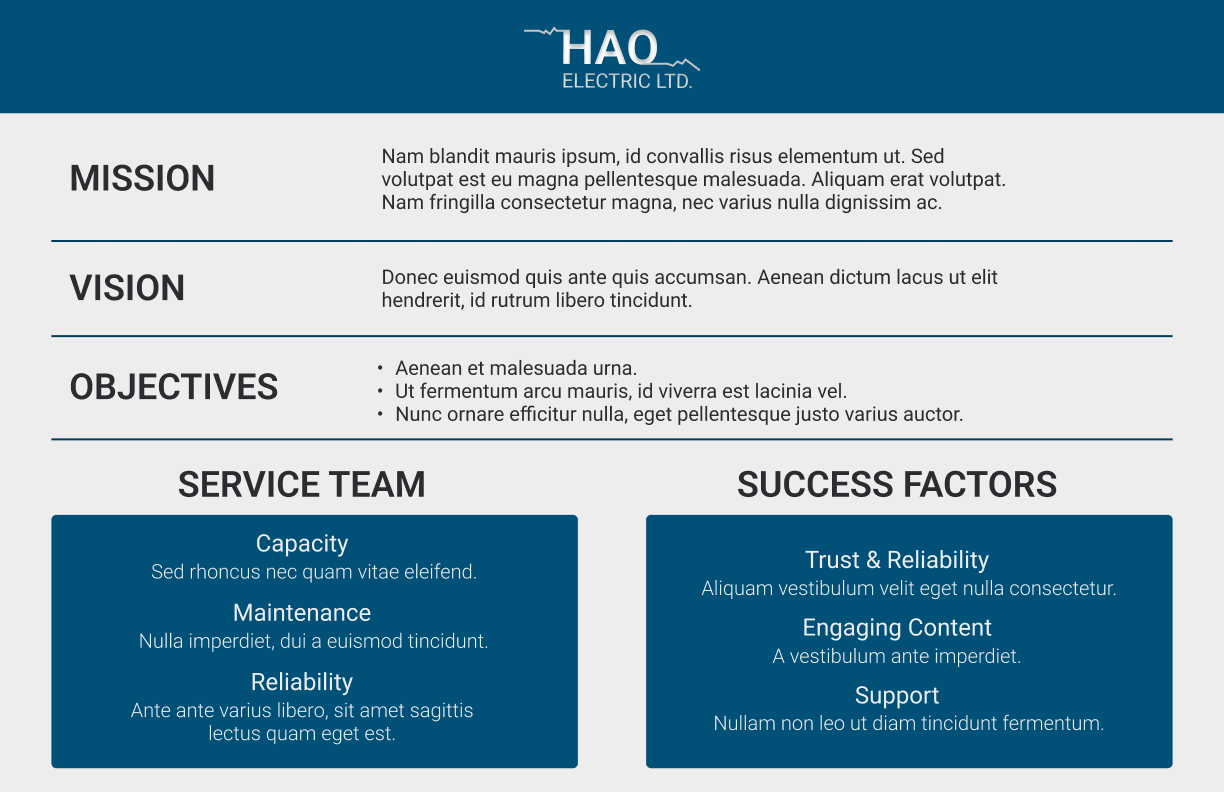 HAO
ELECTRIC LTD.
MISSION
Nam blandit mauris ipsum, id convallis risus elementum ut. Sed
volutpat est eu magna pellentesque malesuada. Aliquam erat volutpat.
Nam fringilla consectetur magna, nec varius nulla dignissim ac.
VISION
Donec euismod quis ante quis accumsan. Aenean dictum lacus ut elit
hendrerit, id rutrum libero tincidunt.
OBJECTIVES
• Aenean et malesuada urna.
• Ut fermentum arcu mauris, id viverra est lacinia vel.
• Nunc ornare efficitur nulla, eget pellentesque justo varius auctor.
SERVICE TEAM
Capacity
Sed rhoncus nec quam vitae eleifend.
Maintenance
Nulla imperdiet, dui a euismod tincidunt.
Reliability
Ante ante varius libero, sit amet sagittis
lectus quam eget est.
SUCCESS FACTORS
Trust & Reliability
Aliquam vestibulum velit eget nulla consectetur.
Engaging Content
A vestibulum ante imperdiet.
Support
Nullam non leo ut diam tincidunt fermentum.